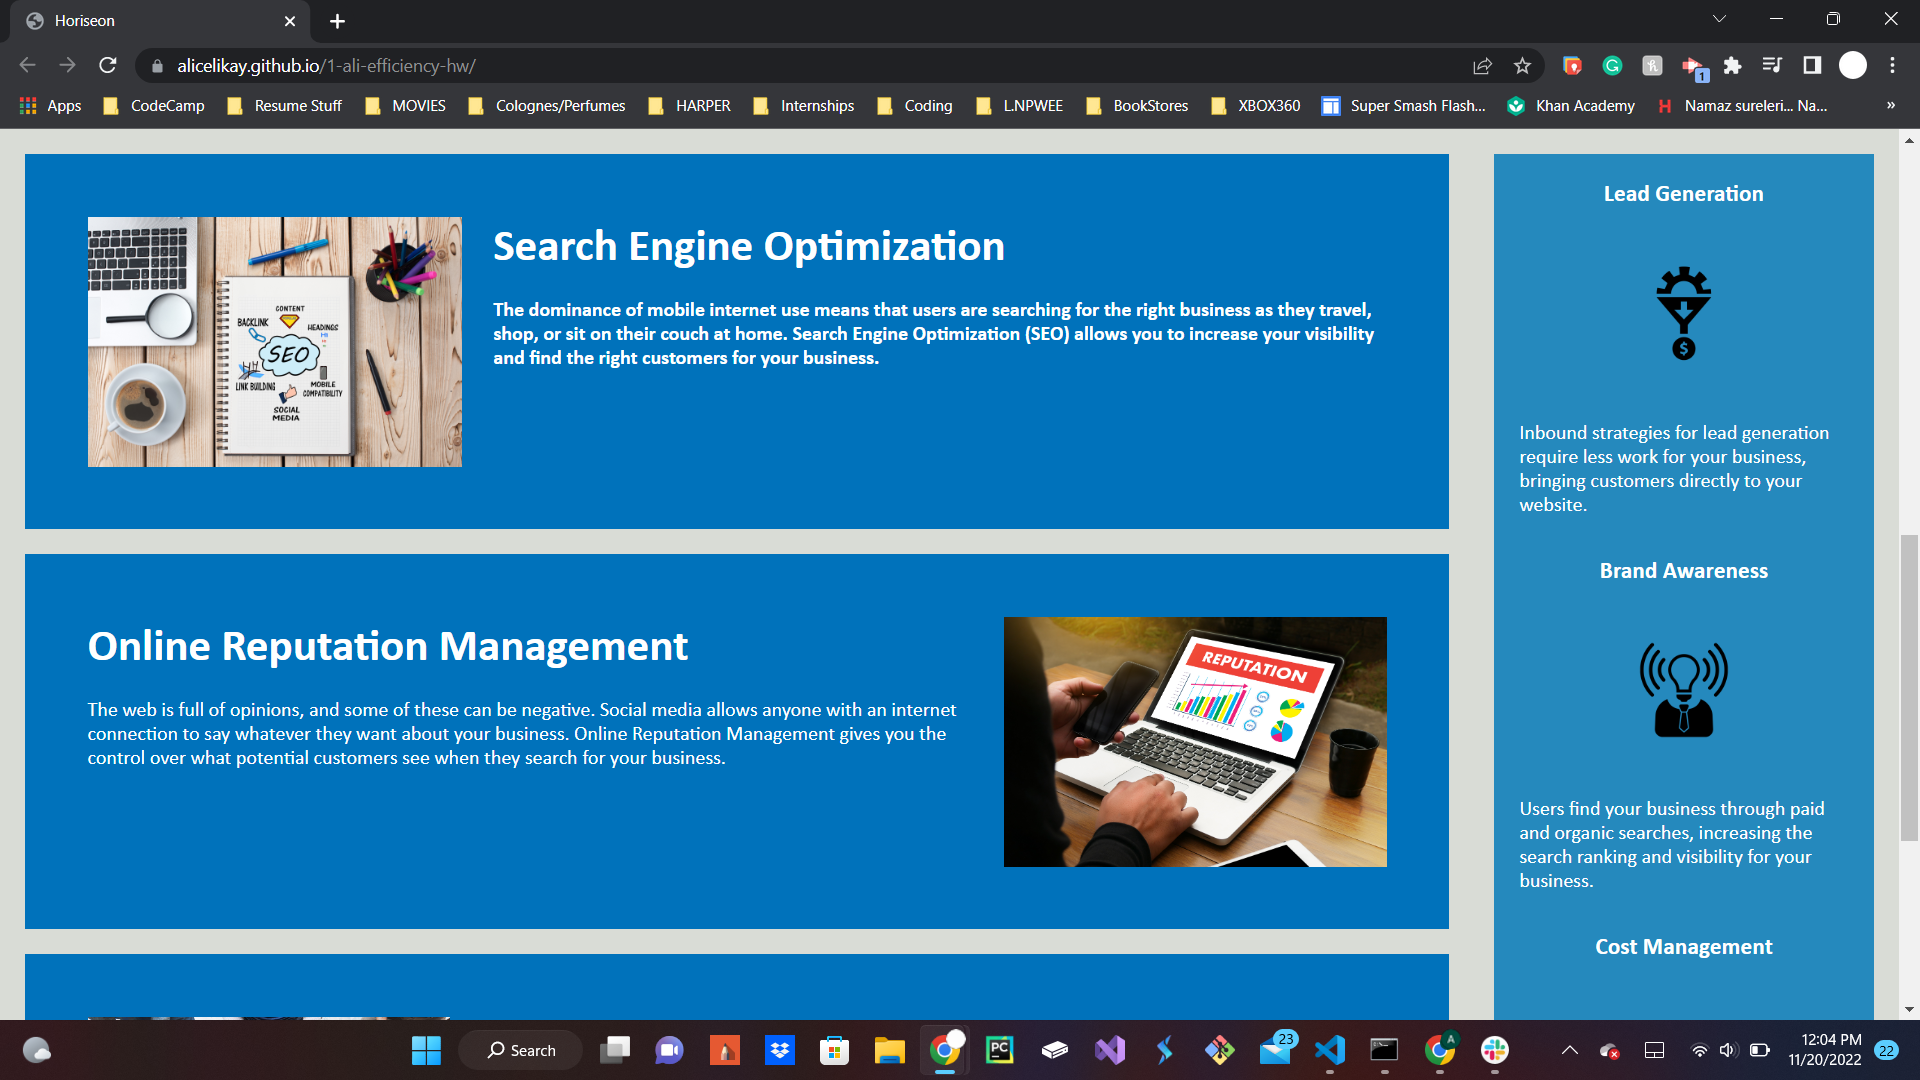 Horiseon
alicelikay.github.io/1-ali-efficiency-hw/
1
Apps CodeCamp Resume Stuff MOVIES Colognes/Perfumes HARPER Internships Coding L.NPWEE BookStores XBOX360 Super Smash Flash... Khan Academy Namaz sureleri... Na... »
Search Engine Optimization
The dominance of mobile internet use means that users are searching for the right business as they travel,
shop, or sit on their couch at home. Search Engine Optimization (SEO) allows you to increase your visibility
and find the right customers for your business.
CONTENT
BACKLINK
HEADINGS
SEO
LINK BUILDING
MOBILE
COMPATIBILITY
SOCIAL
MEDIA
Online Reputation Management
The web is full of opinions, and some of these can be negative. Social media allows anyone with an internet
connection to say whatever they want about your business. Online Reputation Management gives you the
control over what potential customers see when they search for your business.
REPUTATION
Lead Generation
$
Inbound strategies for lead generation
require less work for your business,
bringing customers directly to your
website.
Brand Awareness
Users find your business through paid
and organic searches, increasing the
search ranking and visibility for your
business.
Cost Management
Search
PC
23
A
12:04 PM
11/20/2022
22